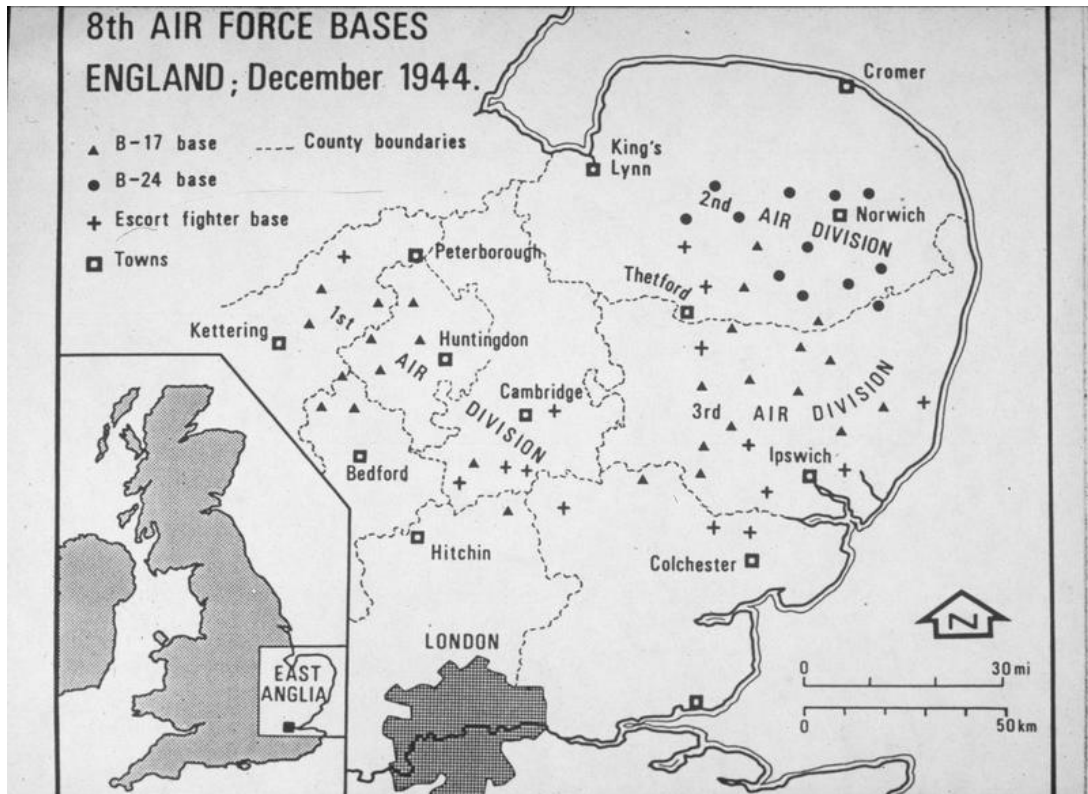 8th AIR FORCE BASES
ENGLAND; December 1944.
B-17 base
County boundaries
B-24 base
Escort fighter base
Towns
Cromer
King's
Lynn
2nd
AIR
DIVISION
Norwich
Peterborough
Thetford
Kettering
1st
AIR
DIVISION
Huntingdon
Cambridge
3rd
AIR
DIVISION
Bedford
Ipswich
Hitchin
Colchester
LONDON
EAST
ANGLIA
N
0 30 mi
0 50 km